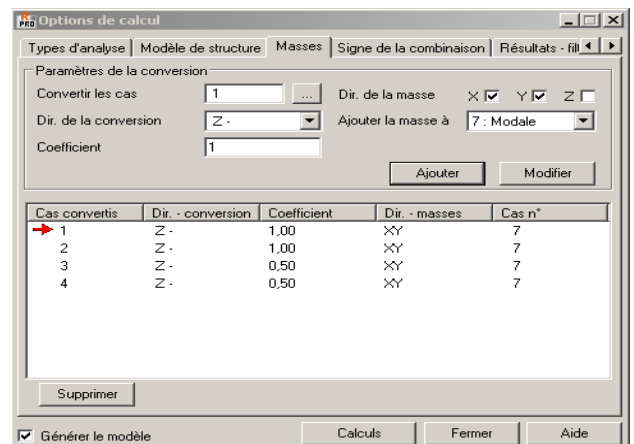 PRO Options de calcul
Types d'analyse Modèle de structure Masses Signe de la combinaison Résultats - fil
Paramètres de la conversion
Convertir les cas 1 ... Dir. de la masse X Y Z
Dir. de la conversion Z - Ajouter la masse à 7 : Modale
Coefficient 1
Ajouter Modifier
Cas convertis Dir. - conversion Coefficient Dir. - masses Cas n°
1 Z - 1,00 XY 7
2 Z - 1,00 XY 7
3 Z - 0,50 XY 7
4 Z - 0,50 XY 7
Supprimer
Générer le modèle Calculs Fermer Aide